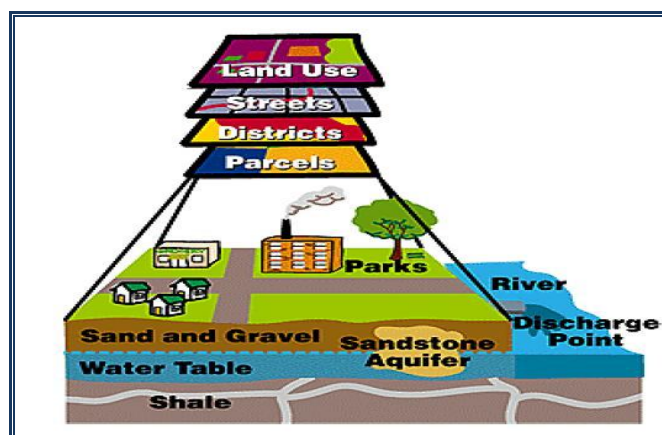 Land Use
Streets
Districts
Parcels
Parks
River
Discharge
Point
Sand and Gravel
Sandstone
Aquifer
Water Table
Shale